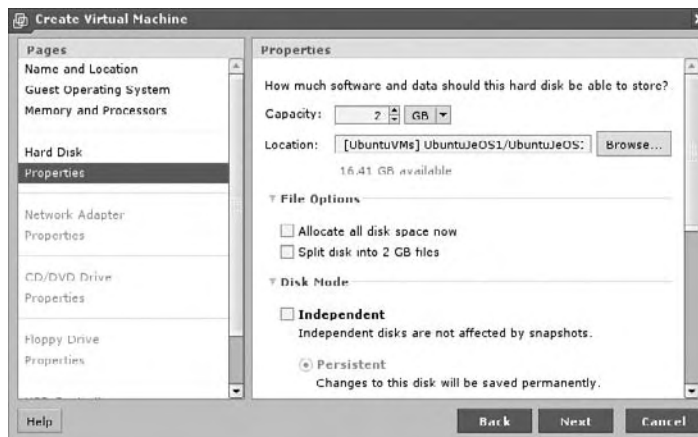 Create Virtual Machine
Pages
Name and Location
Guest Operating System
Memory and Processors
Hard Disk
Properties
Network Adapter
Properties
CD/DVD Drive
Properties
Floppy Drive
Properties
Help
Properties
How much software and data should this hard disk be able to store?
Capacity: 2 GB
Location: [UbuntuVMs] UbuntuJeOS1/UbuntuJeOS: Browse...
16.41 GB available
File Options
Allocate all disk space now
Split disk into 2 GB files
Disk Mode
Independent
Independent disks are not affected by snapshots.
Persistent
Changes to this disk will be saved permanently.
Back Next Cancel